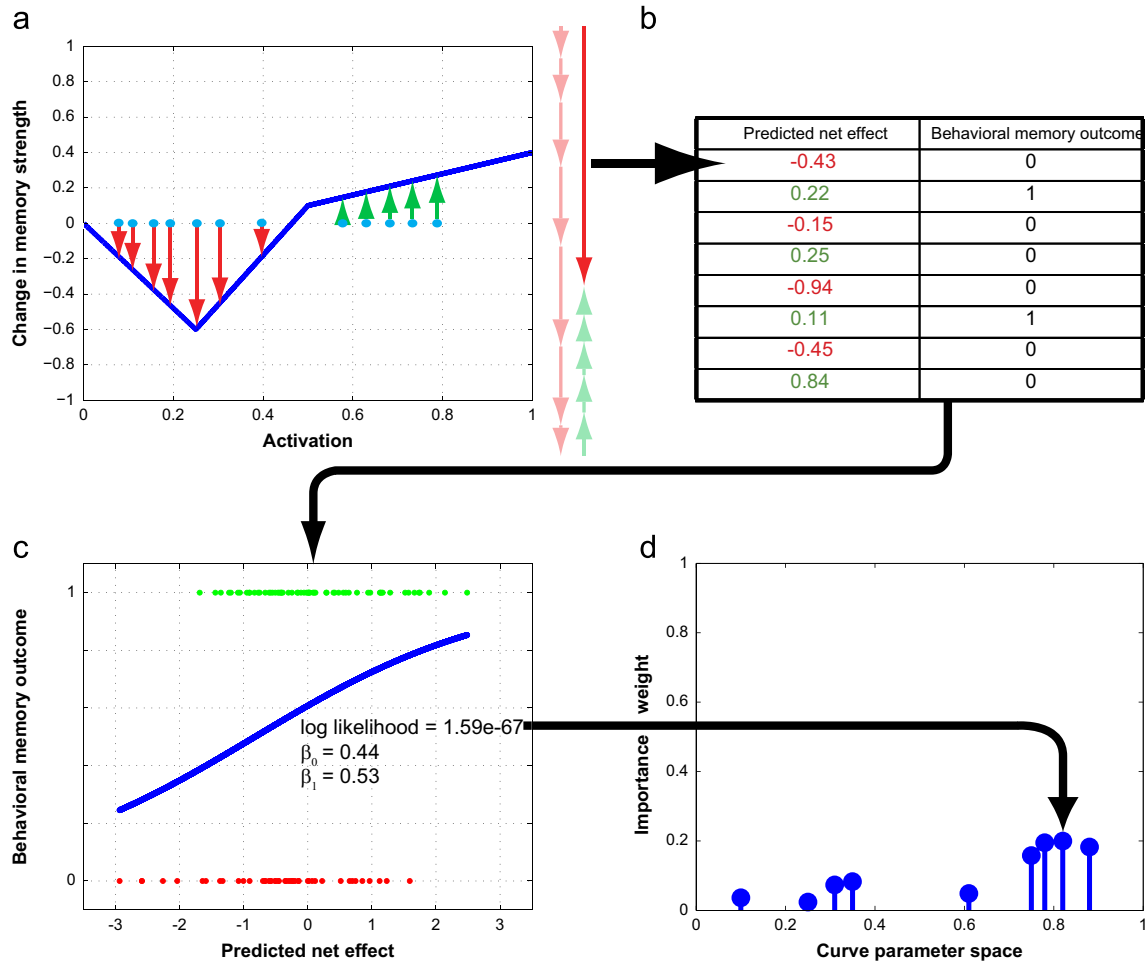 a
1
0.8
0.6
0.4
0.2
0
−0.2
−0.4
−0.6
−0.8
−1
0 0.2 0.4 0.6 0.8 1
Change in memory strength
Activation
b
Predicted net effect Behavioral memory outcome
-0.43 0
0.22 1
-0.15 0
0.25 0
-0.94 0
0.11 1
-0.45 0
0.84 0
c
1
0
-3 -2 -1 0 1 2 3
Behavioral memory outcome
Predicted net effect
log likelihood = 1.59e-67
β₀ = 0.44
β₁ = 0.53
d
1
0.8
0.6
0.4
0.2
0
0 0.2 0.4 0.6 0.8 1
Importance weight
Curve parameter space